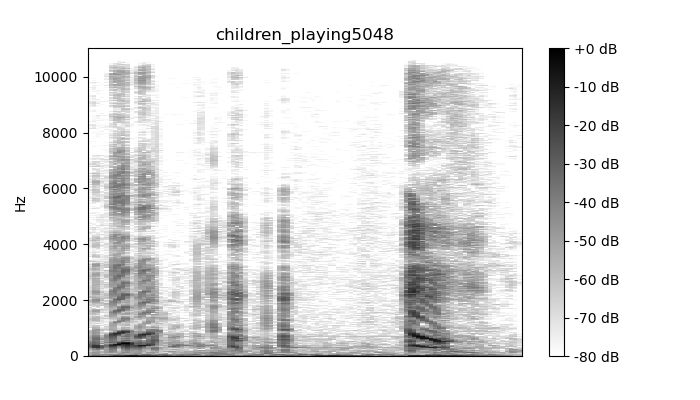 children_playing5048
Hz
10000
8000
6000
4000
2000
0
+0 dB
-10 dB
-20 dB
-30 dB
-40 dB
-50 dB
-60 dB
-70 dB
-80 dB